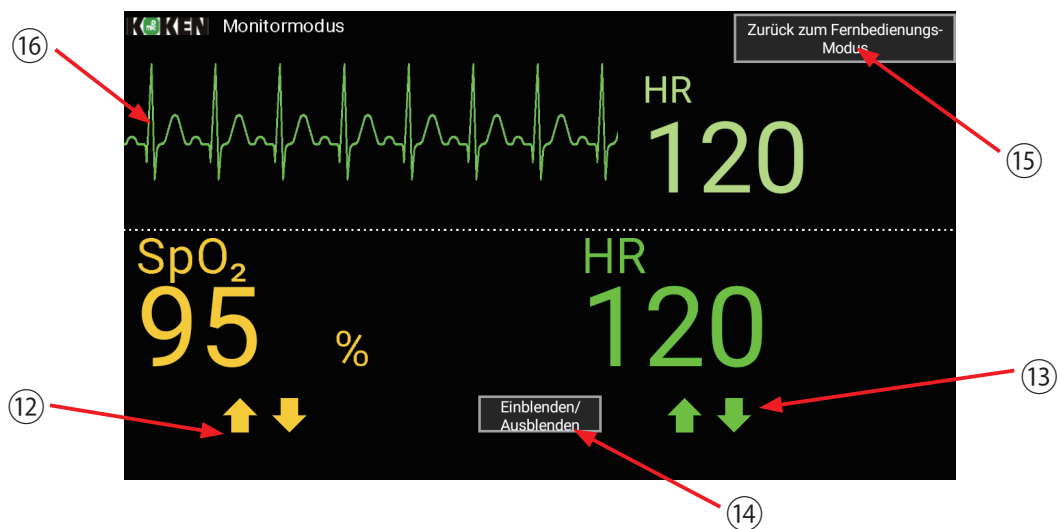 KOKEN Monitormodus
Zurück zum Fernbedienungs-
Modus
⑯
HR
120
⑮
SpO₂
95 %
HR
120
⑬
⑫
Einblenden/
Ausblenden
⑭